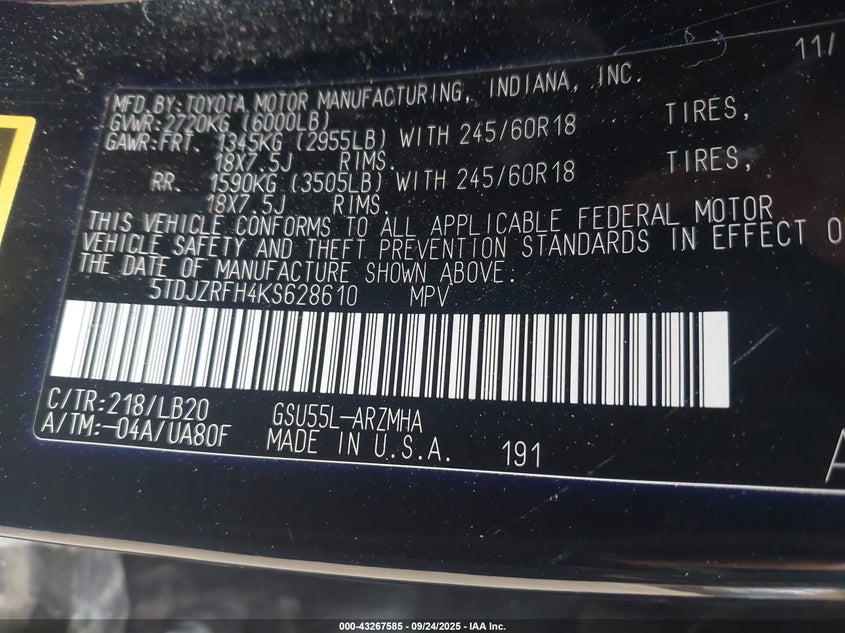 11/
MFD.BY:TOYOTA MOTOR MANUFACTURING, INDIANA, INC.
GVWR:2720KG (6000LB)
GAWR:FRT. 1345KG (2955LB) WITH 245/60R18 TIRES,
18X7.5J RIMS.
RR. 1590KG (3505LB) WITH 245/60R18 TIRES,
18X7.5J RIMS.
THIS VEHICLE CONFORMS TO ALL APPLICABLE FEDERAL MOTOR
VEHICLE SAFETY AND THEFT PREVENTION STANDARDS IN EFFECT O
THE DATE OF MANUFACTURE SHOWN ABOVE.
5TDJZRFH4KS628610 MPV
C/TR:218/LB20 GSU55L-ARZMHA
A/TM:-04A/UA80F MADE IN U.S.A. 191
A
000-43267585 - 09/24/2025 - IAA Inc.